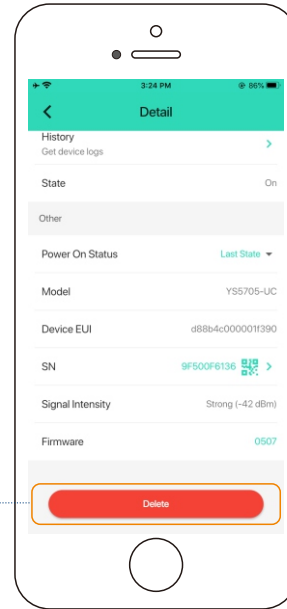 3:24 PM
86%
Detail
History
Get device logs
State On
Other
Power On Status Last State
Model YS5705-UC
Device EUI d88b4c000001f390
SN 9F500F6136
Signal Intensity Strong (-42 dBm)
Firmware 0507
Delete